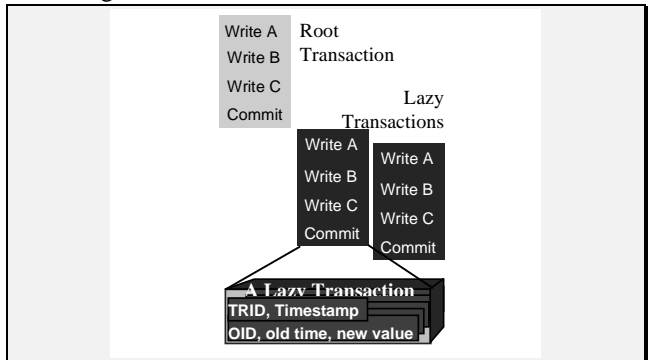 Write A
Write B
Write C
Commit
Root
Transaction
Lazy
Transactions
Write A
Write B
Write C
Commit
Write A
Write B
Write C
Commit
A Lazy Transaction
TRID, Timestamp
OID, old time, new value